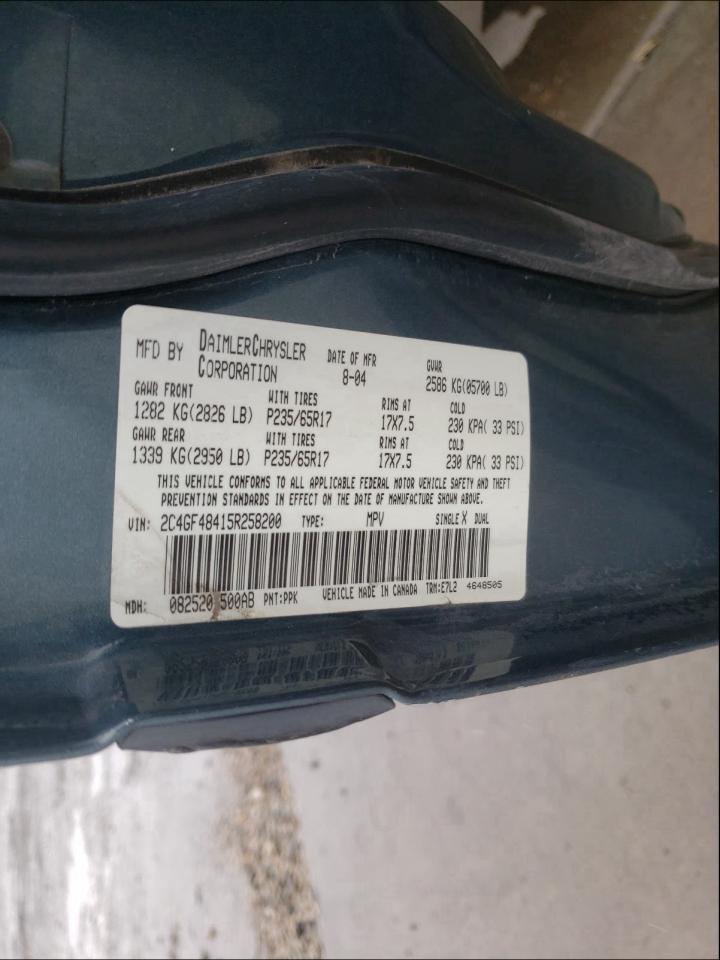 MFD BY DAIMLERCHRYSLER CORPORATION DATE OF MFR 8-04 GVWR 2586 KG(05700 LB)
GAWR FRONT WITH TIRES RIMS AT COLD
1282 KG(2826 LB) P235/65R17 17X7.5 230 KPA( 33 PSI)
GAWR REAR WITH TIRES RIMS AT COLD
1339 KG(2950 LB) P235/65R17 17X7.5 230 KPA( 33 PSI)
THIS VEHICLE CONFORMS TO ALL APPLICABLE FEDERAL MOTOR VEHICLE SAFETY AND THEFT
PREVENTION STANDARDS IN EFFECT ON THE DATE OF MANUFACTURE SHOWN ABOVE.
VIN: 2C4GF48415R258200 TYPE: MPV SINGLE X DUAL
MDH: 082520 500AB PNT:PPK VEHICLE MADE IN CANADA TRM:E7L2 4648505